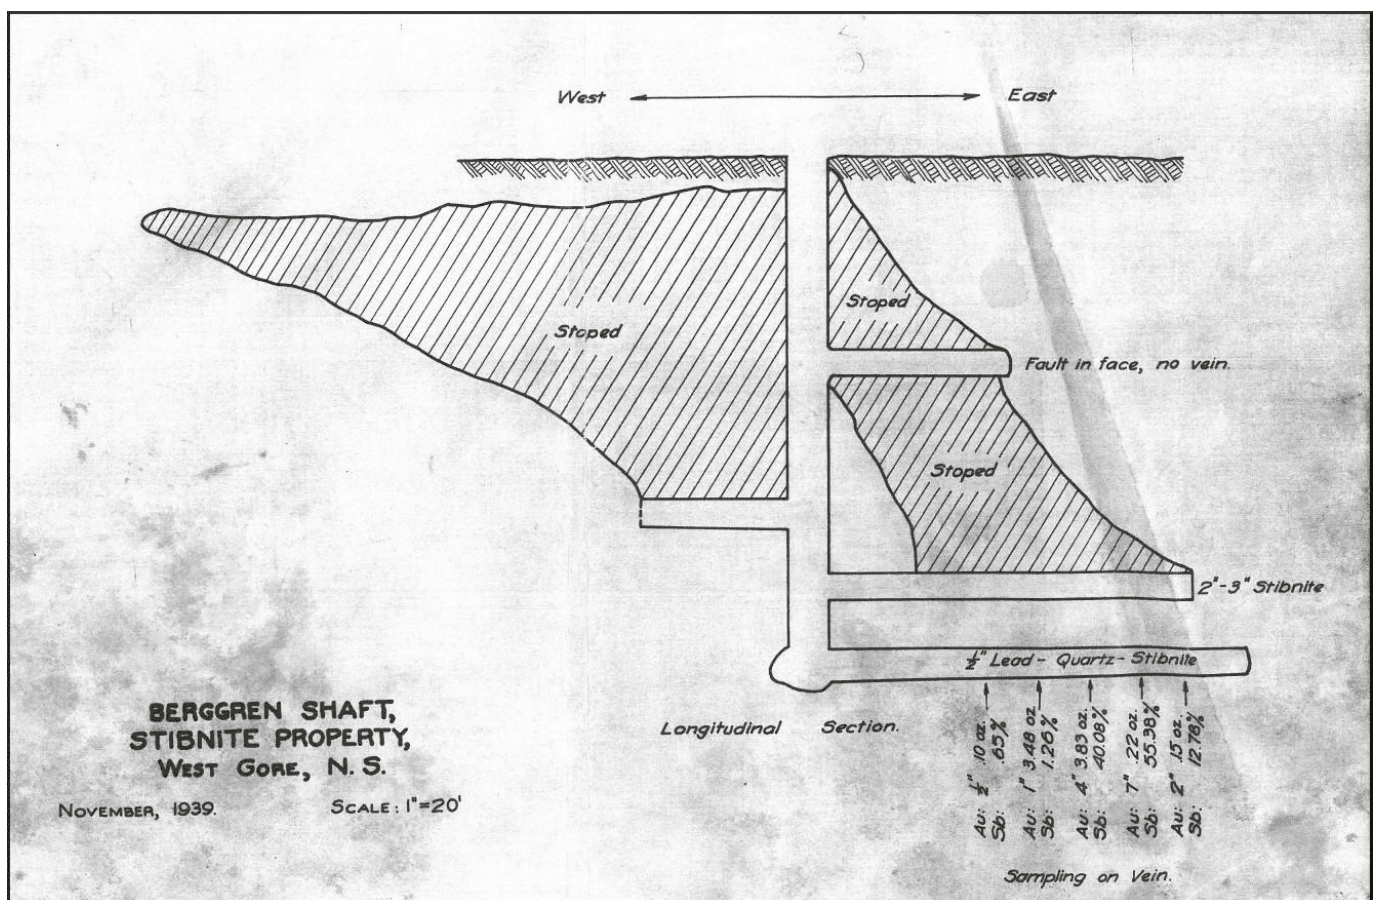 West East
Stoped
Stoped
Fault in face, no vein.
Stoped
2"-3" Stibnite
½" Lead - Quartz - Stibnite
Longitudinal Section.
BERGGREN SHAFT,
STIBNITE PROPERTY,
WEST GORE, N. S.
NOVEMBER, 1939. SCALE: 1"=20'
Au: ½" .10 oz.
Sb: .65%
Au: 1" 3.48 oz.
Sb: 1.26%
Au: 4" 3.83 oz.
Sb: 40.08%
Au: 7" .22 oz.
Sb: 55.38%
Au: 2" .15 oz.
Sb: 12.78%
Sampling on Vein.